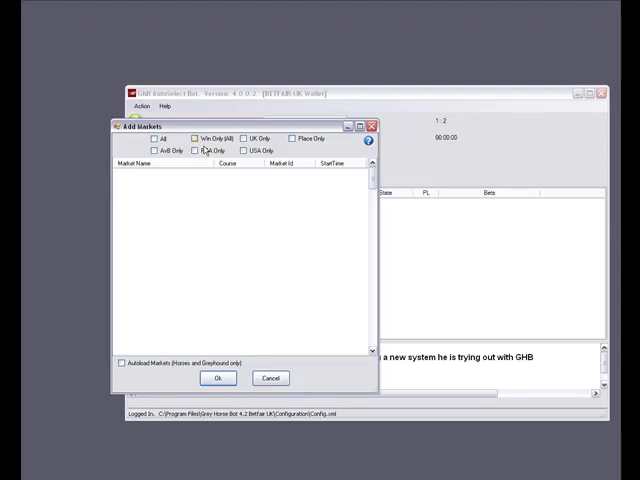 GHB AutoSelect Bot. Version: 4.0.0.2 [BETFAIR-UK Wallet]
Action Help
Add Markets
1 : 2
All Win Only (All) UK Only Place Only
00:00:00
AvB Only Only USA Only
Market Name Course Market Id StartTime
State PL Bets
a new system he is trying out with GHB
Autoload Markets (Horses and Greyhound only)
Ok Cancel
Logged In. C:\Program Files\Grey Horse Bot 4.2 Betfair UK\Configuration\Config.xml